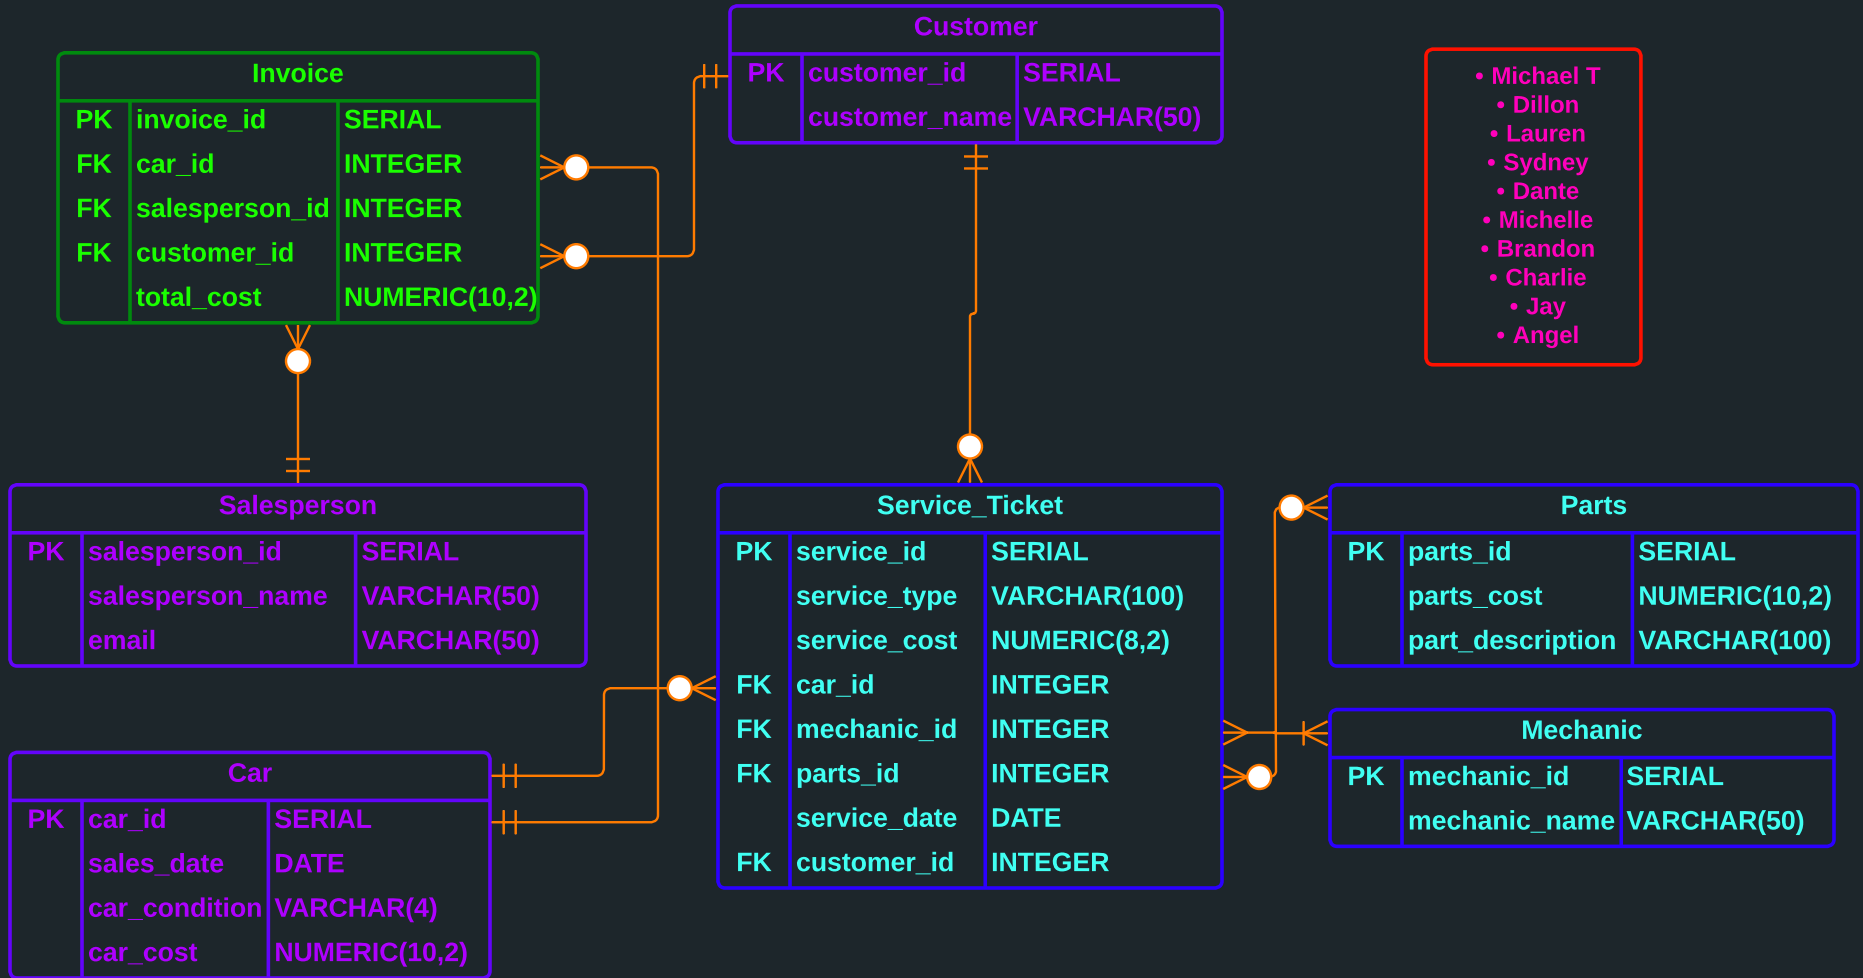 Customer
PK customer_id SERIAL
customer_name VARCHAR(50)
Invoice
PK invoice_id SERIAL
FK car_id INTEGER
FK salesperson_id INTEGER
FK customer_id INTEGER
total_cost NUMERIC(10,2)
• Michael T
• Dillon
• Lauren
• Sydney
• Dante
• Michelle
• Brandon
• Charlie
• Jay
• Angel
Salesperson
PK salesperson_id SERIAL
salesperson_name VARCHAR(50)
email VARCHAR(50)
Service_Ticket
PK service_id SERIAL
service_type VARCHAR(100)
service_cost NUMERIC(8,2)
FK car_id INTEGER
FK mechanic_id INTEGER
FK parts_id INTEGER
service_date DATE
FK customer_id INTEGER
Parts
PK parts_id SERIAL
parts_cost NUMERIC(10,2)
part_description VARCHAR(100)
Mechanic
PK mechanic_id SERIAL
mechanic_name VARCHAR(50)
Car
PK car_id SERIAL
sales_date DATE
car_condition VARCHAR(4)
car_cost NUMERIC(10,2)